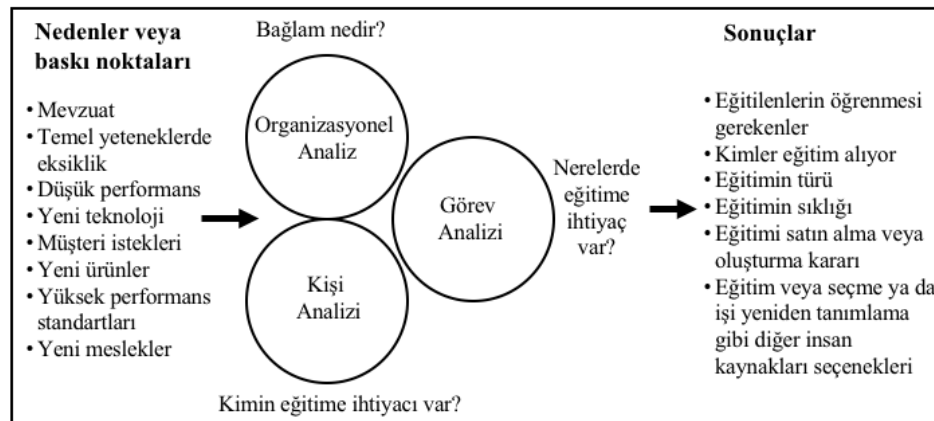 Nedenler veya
baskı noktaları
• Mevzuat
• Temel yeteneklerde
eksiklik
• Düşük performans
• Yeni teknoloji
• Müşteri istekleri
• Yeni ürünler
• Yüksek performans
standartları
• Yeni meslekler
Bağlam nedir?
Organizasyonel
Analiz
Görev
Analizi
Kişi
Analizi
Kimin eğitime ihtiyacı var?
Nerelerde
eğitime
ihtiyaç
var?
Sonuçlar
• Eğitilenlerin öğrenmesi
gerekenler
• Kimler eğitim alıyor
• Eğitimin türü
• Eğitimin sıklığı
• Eğitimi satın alma veya
oluşturma kararı
• Eğitim veya seçme ya da
işi yeniden tanımlama
gibi diğer insan
kaynakları seçenekleri